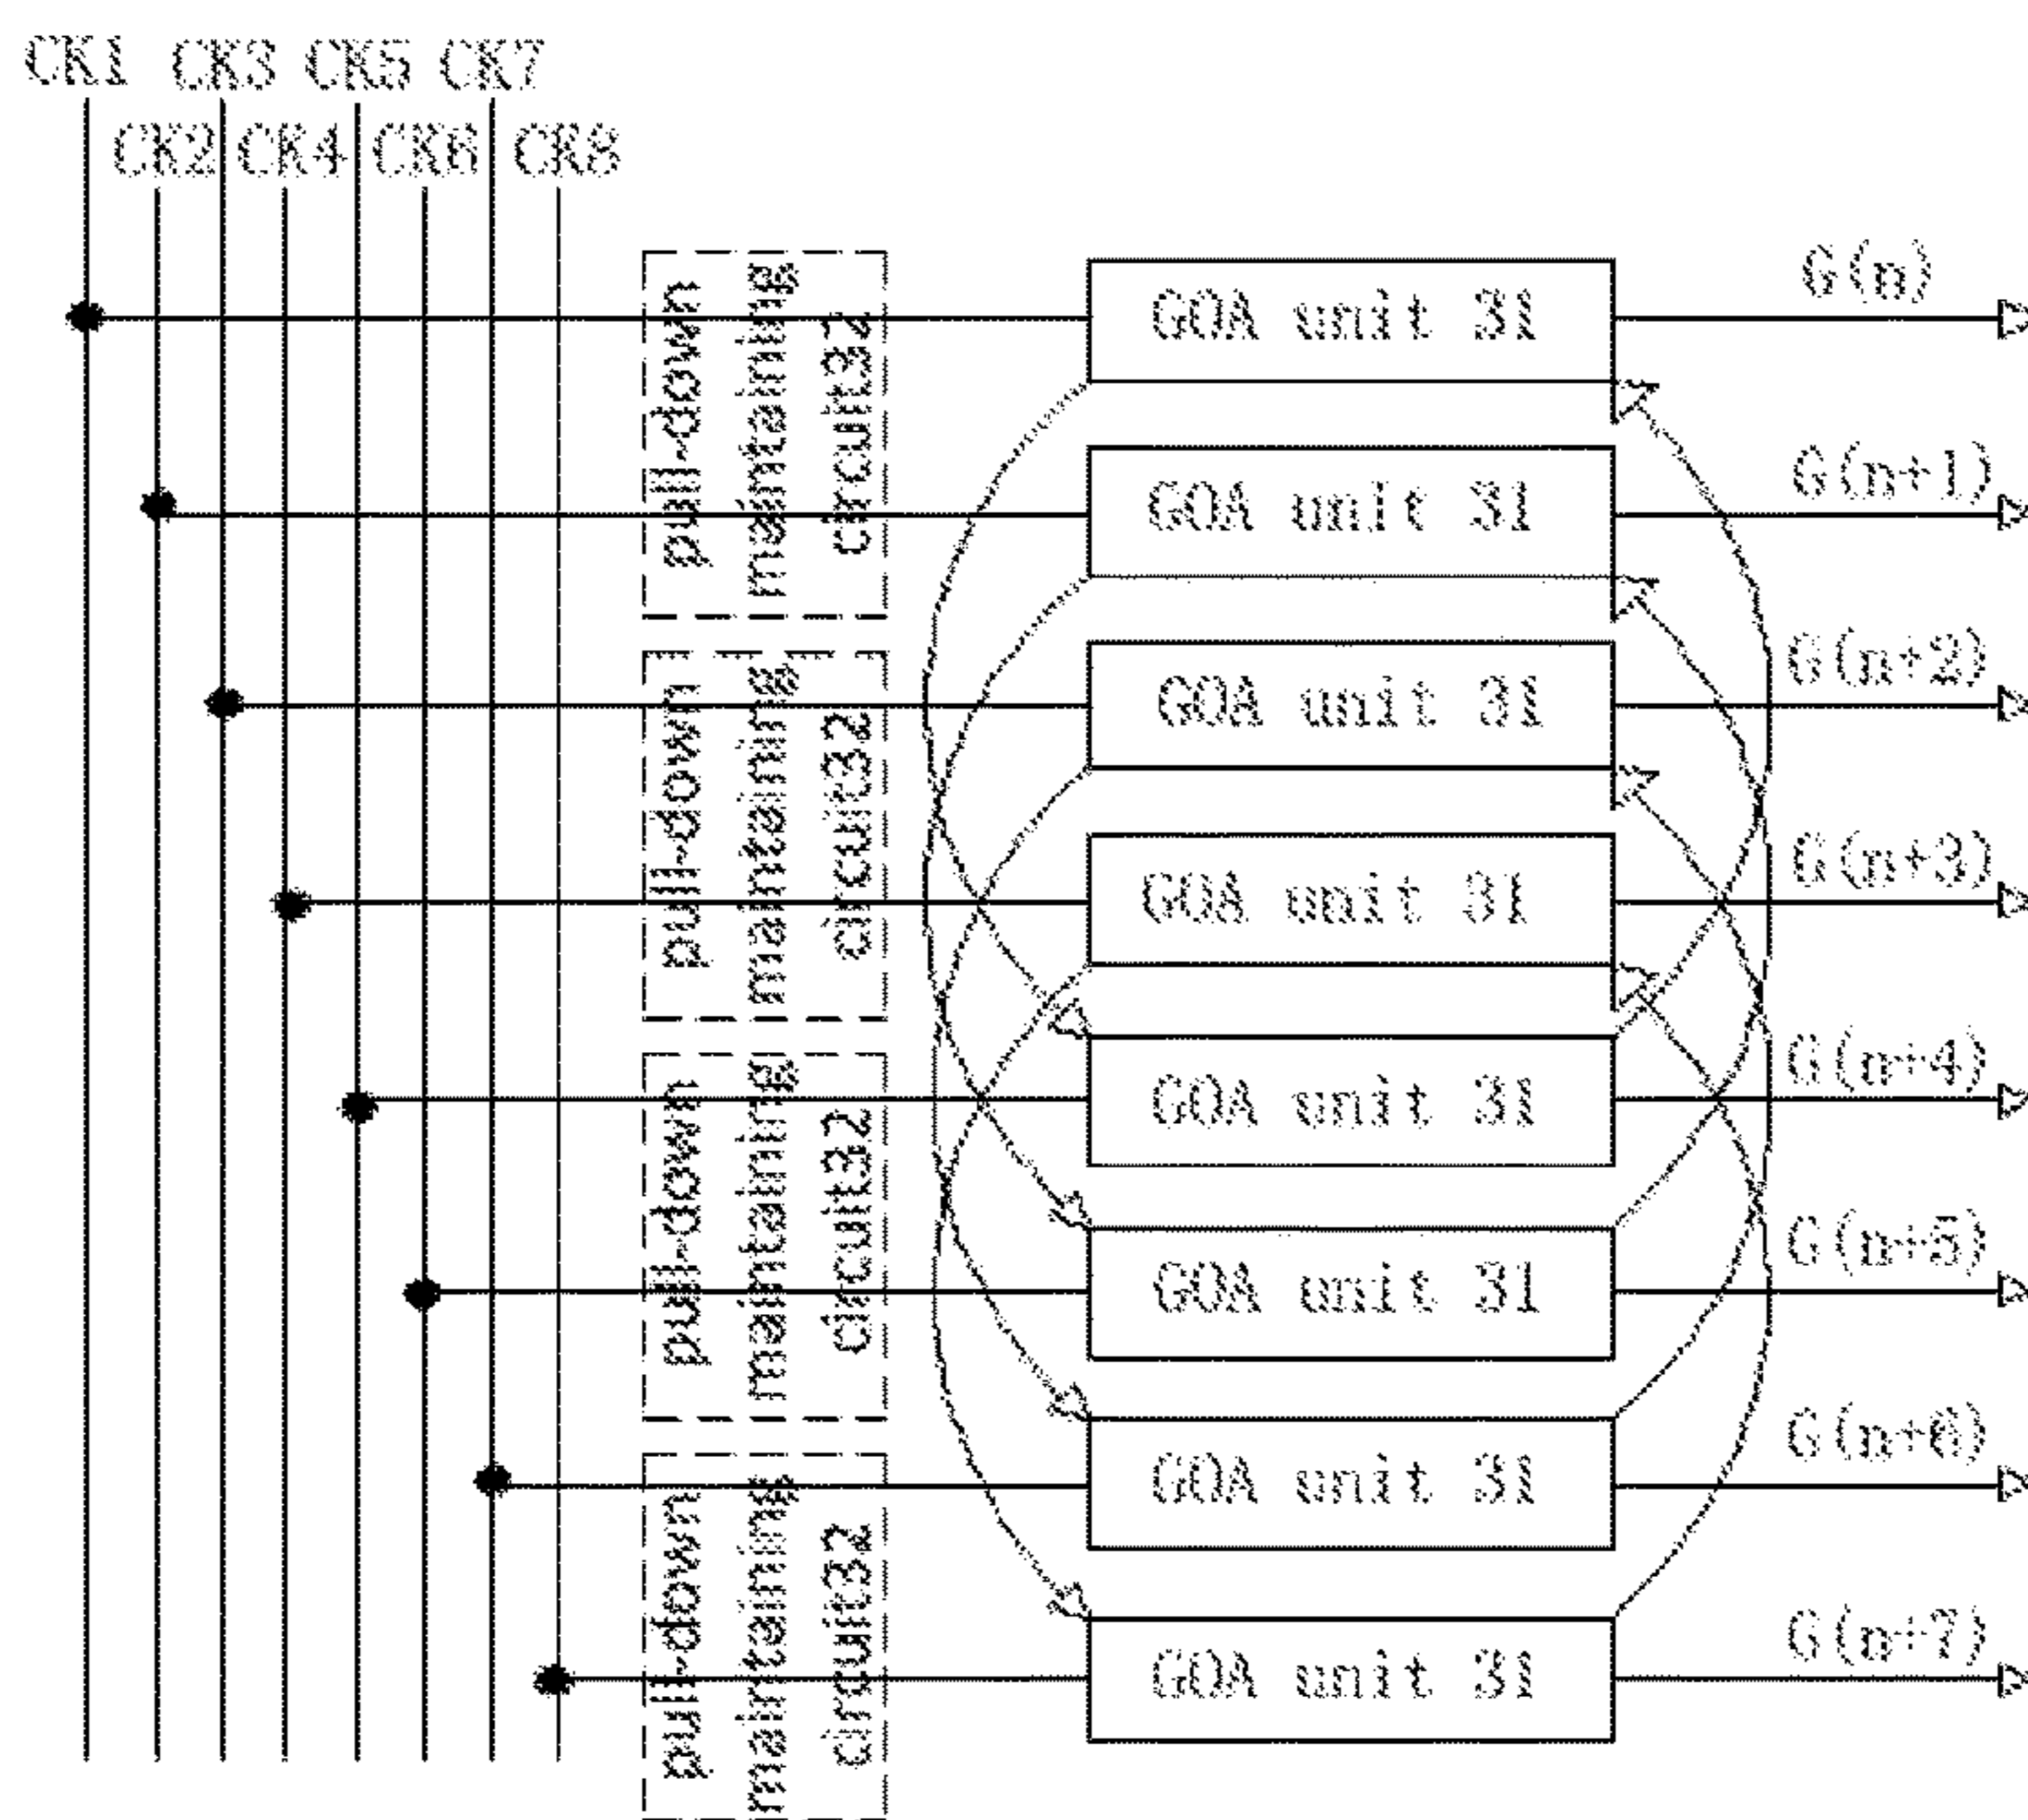 CK1 CK3 CK5 CK7
CK2 CK4 CK6 CK8
pull-down
maintaining
circuit32
GOA unit 31
G(n)
GOA unit 31
G(n+1)
pull-down
maintaining
circuit32
GOA unit 31
G(n+2)
GOA unit 31
G(n+3)
pull-down
maintaining
circuit32
GOA unit 31
G(n+4)
GOA unit 31
G(n+5)
pull-down
maintaining
circuit32
GOA unit 31
G(n+6)
GOA unit 31
G(n+7)